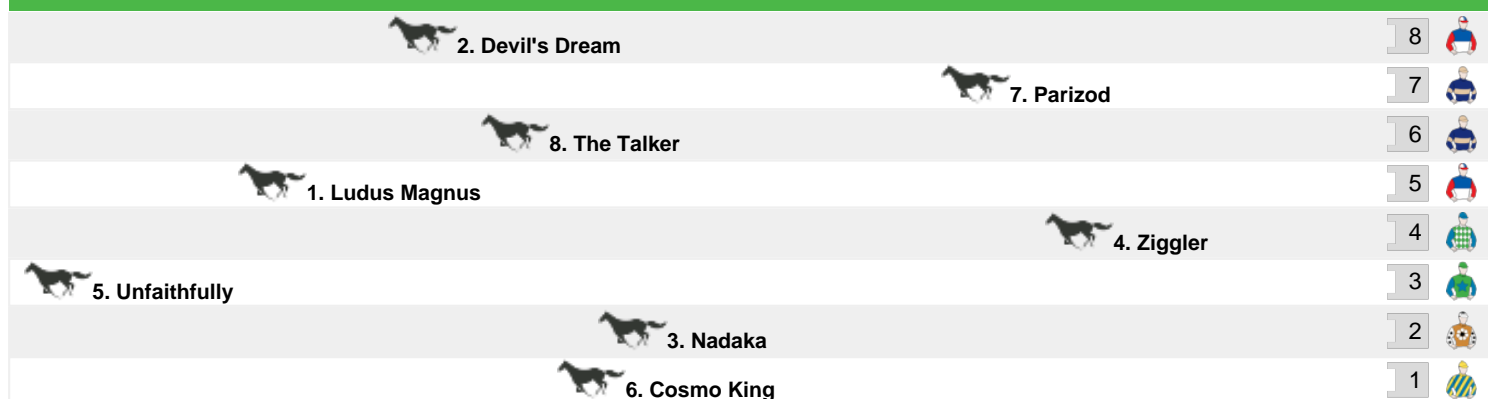 2. Devil's Dream 8
7. Parizod 7
8. The Talker 6
1. Ludus Magnus 5
4. Ziggler 4
5. Unfaithfully 3
3. Nadaka 2
6. Cosmo King 1